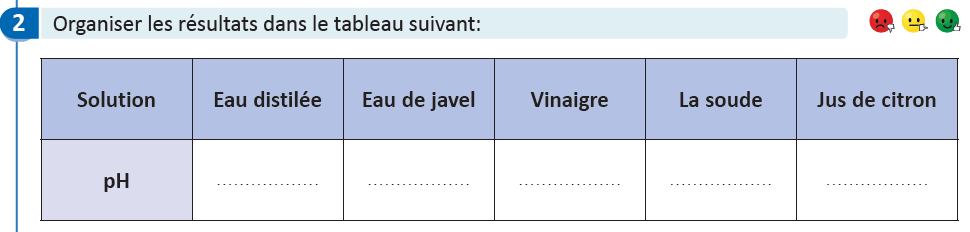 2 Organiser les résultats dans le tableau suivant:
Solution Eau distilée Eau de javel Vinaigre La soude Jus de citron
pH .................. .................. .................. .................. ..................